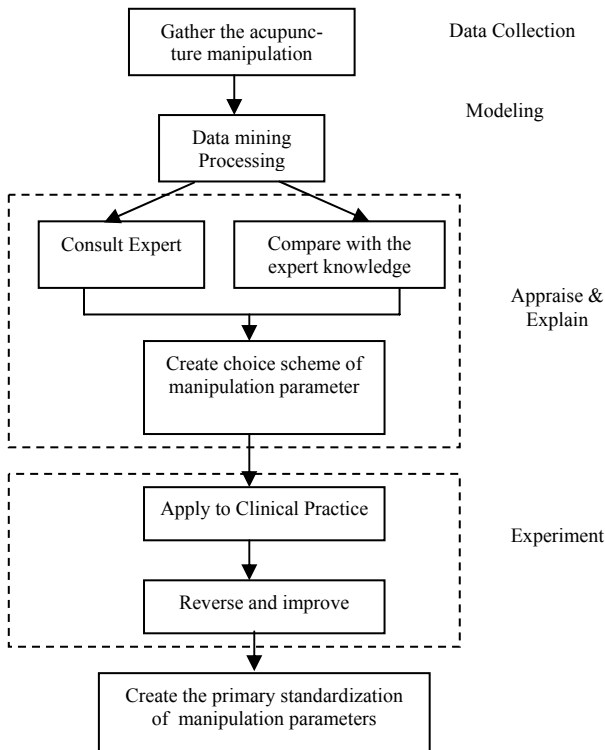 Gather the acupunc-
ture manipulation
Data Collection
Modeling
Data mining
Processing
Consult Expert
Compare with the
expert knowledge
Appraise &
Explain
Create choice scheme of
manipulation parameter
Apply to Clinical Practice
Experiment
Reverse and improve
Create the primary standardization
of manipulation parameters